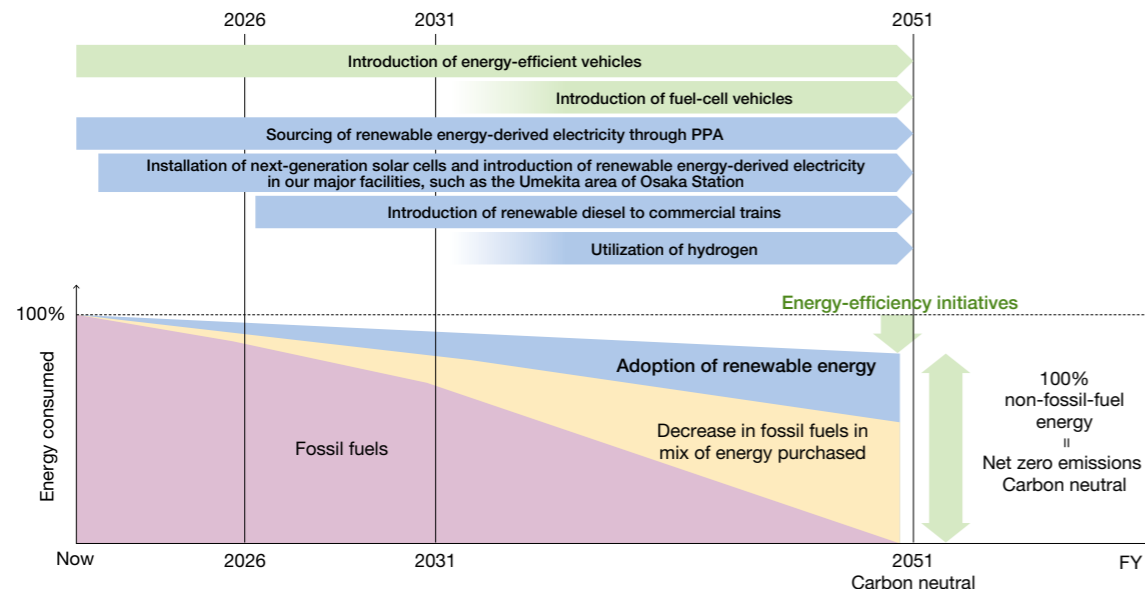 2026
2031
2051
Introduction of energy-efficient vehicles
Introduction of fuel-cell vehicles
Sourcing of renewable energy-derived electricity through PPA
Installation of next-generation solar cells and introduction of renewable energy-derived electricity
in our major facilities, such as the Umekita area of Osaka Station
Introduction of renewable diesel to commercial trains
Utilization of hydrogen
Energy-efficiency initiatives
100%
Energy consumed
Adoption of renewable energy
Decrease in fossil fuels in
mix of energy purchased
Fossil fuels
100%
non-fossil-fuel
energy
=
Net zero emissions
Carbon neutral
Now
2026
2031
2051
Carbon neutral
FY